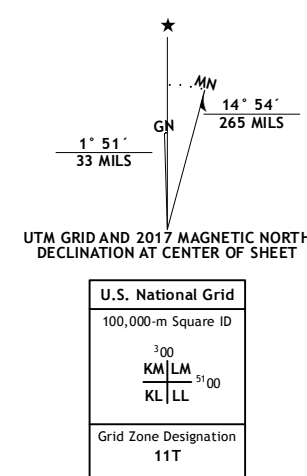 ★
MN
GN
14° 54´
265 MILS
1° 51´
33 MILS
UTM GRID AND 2017 MAGNETIC NORTH
DECLINATION AT CENTER OF SHEET
U.S. National Grid
100,000-m Square ID
³00
KM LM
⁵¹00
KL LL
Grid Zone Designation
11T